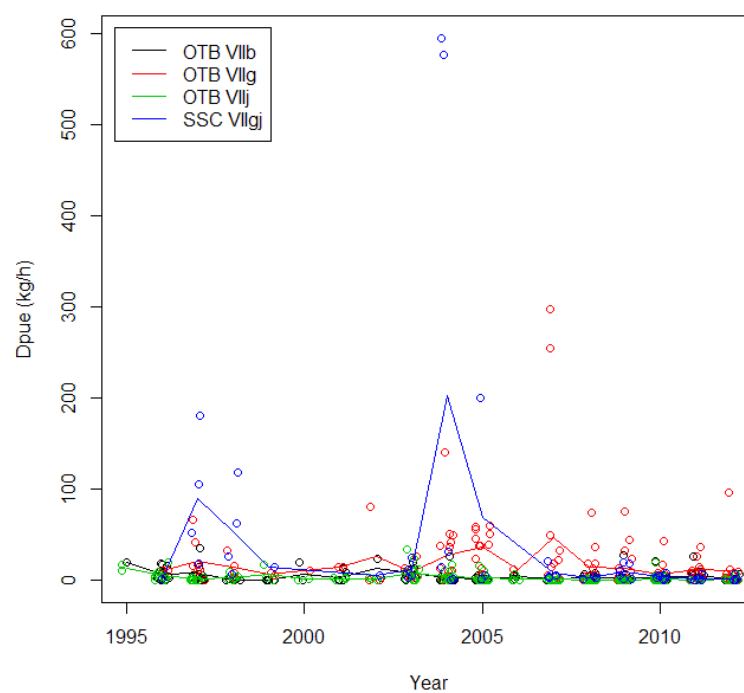 600
500
400
300
200
100
0
Dpue (kg/h)
OTB VIIb
OTB VIIg
OTB VIIj
SSC VIIgj
1995
2000
2005
2010
Year